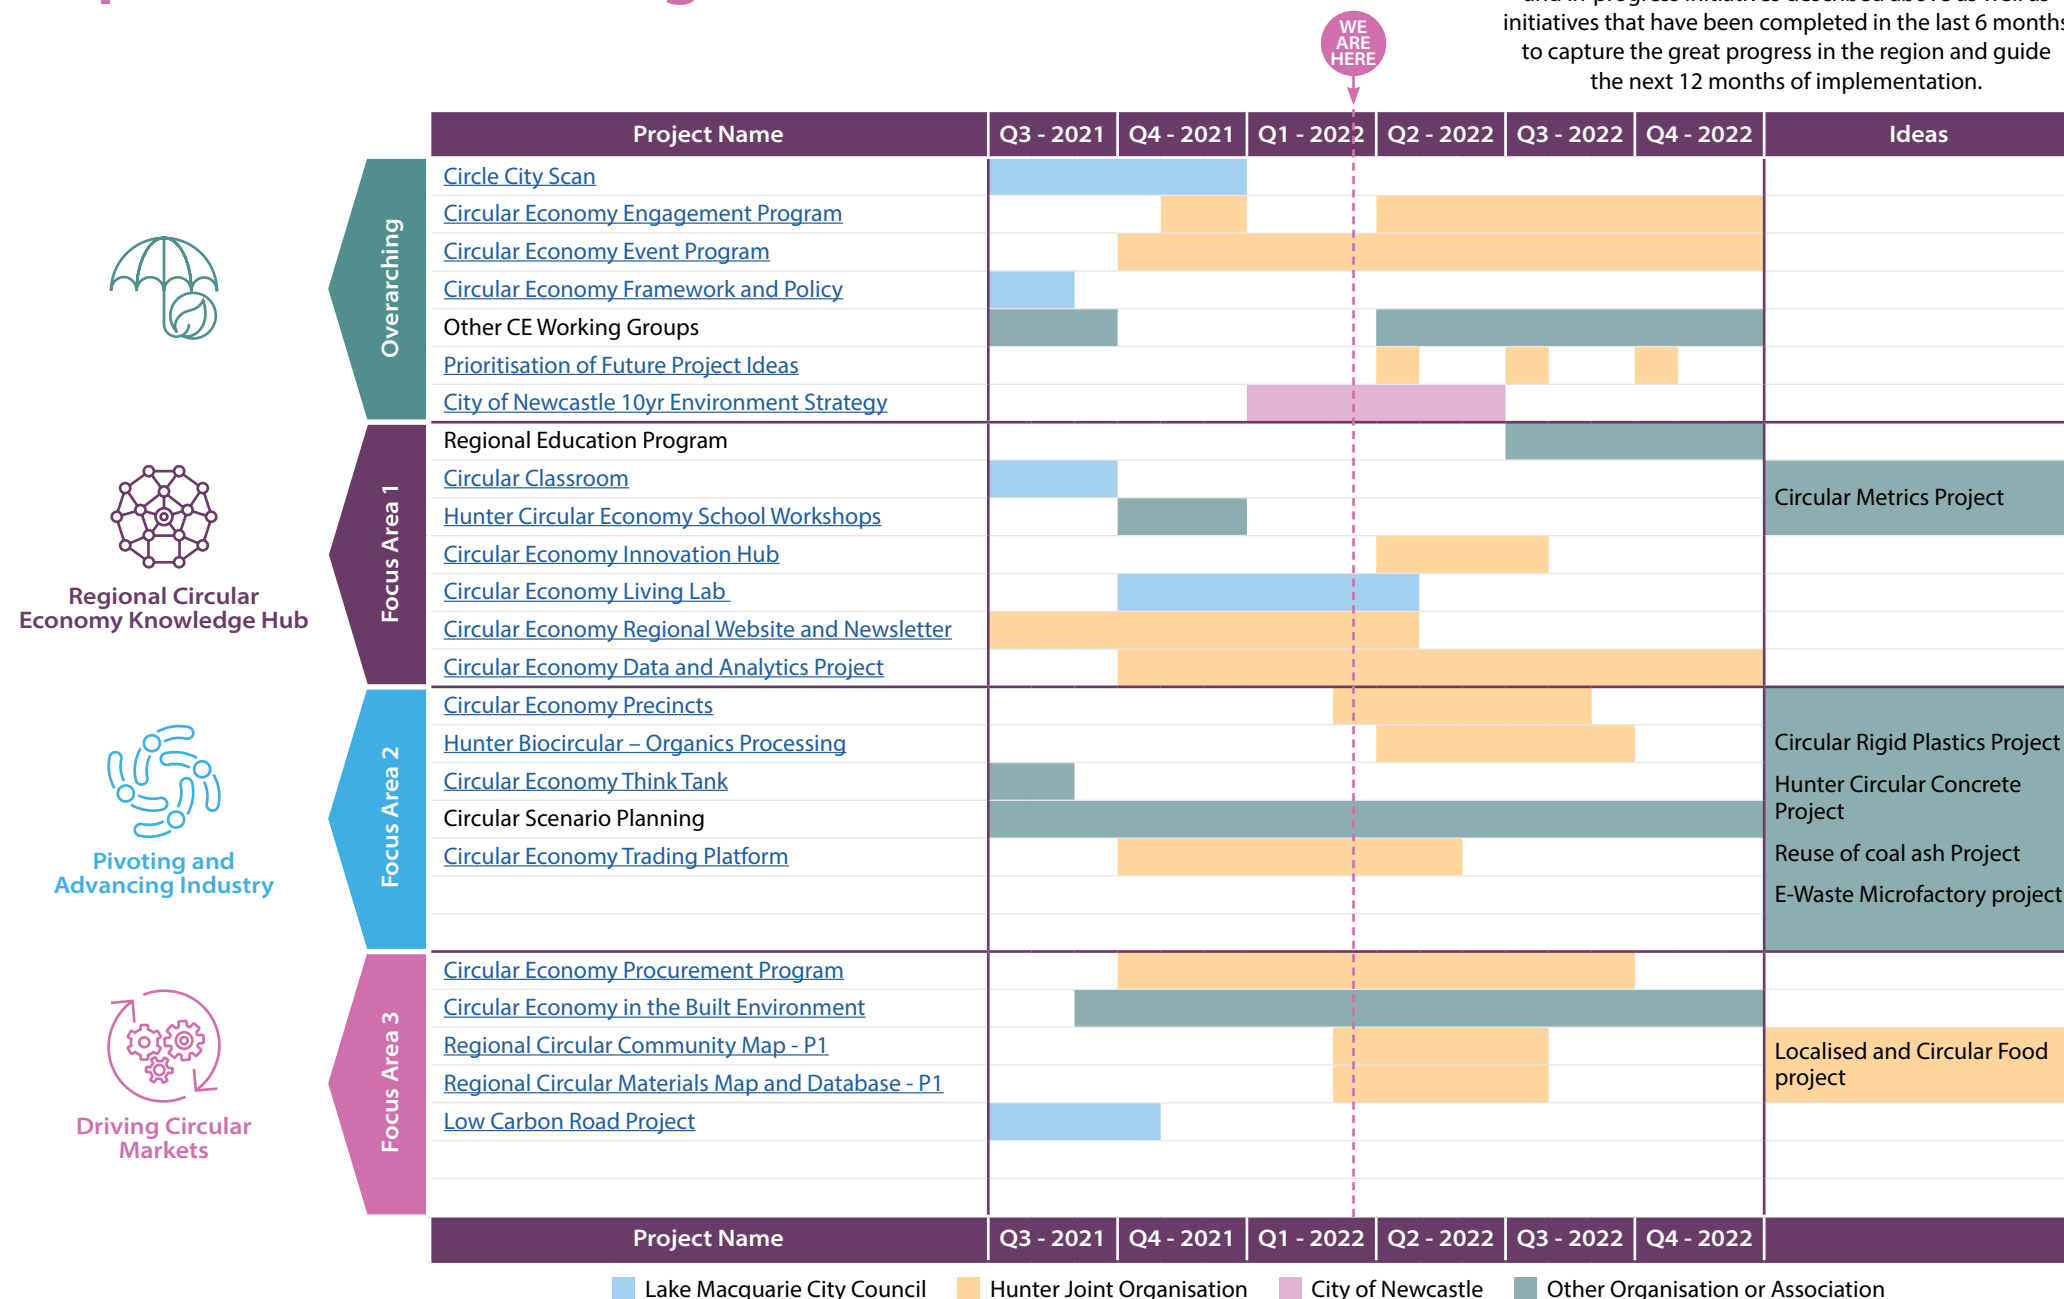 initiatives that have been completed in the last 6 months
to capture the great progress in the region and guide
the next 12 months of implementation.
WE
ARE
HERE
Project Name Q3 - 2021 Q4 - 2021 Q1 - 2022 Q2 - 2022 Q3 - 2022 Q4 - 2022 Ideas
Overarching
Circle City Scan
Circular Economy Engagement Program
Circular Economy Event Program
Circular Economy Framework and Policy
Other CE Working Groups
Prioritisation of Future Project Ideas
City of Newcastle 10yr Environment Strategy
Regional Circular
Economy Knowledge Hub
Focus Area 1
Regional Education Program
Circular Classroom
Hunter Circular Economy School Workshops
Circular Economy Innovation Hub
Circular Economy Living Lab
Circular Economy Regional Website and Newsletter
Circular Economy Data and Analytics Project
Circular Metrics Project
Pivoting and
Advancing Industry
Focus Area 2
Circular Economy Precincts
Hunter Biocircular – Organics Processing
Circular Economy Think Tank
Circular Scenario Planning
Circular Economy Trading Platform
Circular Rigid Plastics Project
Hunter Circular Concrete
Project
Reuse of coal ash Project
E-Waste Microfactory project
Driving Circular
Markets
Focus Area 3
Circular Economy Procurement Program
Circular Economy in the Built Environment
Regional Circular Community Map - P1
Regional Circular Materials Map and Database - P1
Low Carbon Road Project
Localised and Circular Food
project
Project Name Q3 - 2021 Q4 - 2021 Q1 - 2022 Q2 - 2022 Q3 - 2022 Q4 - 2022
Lake Macquarie City Council Hunter Joint Organisation City of Newcastle Other Organisation or Association